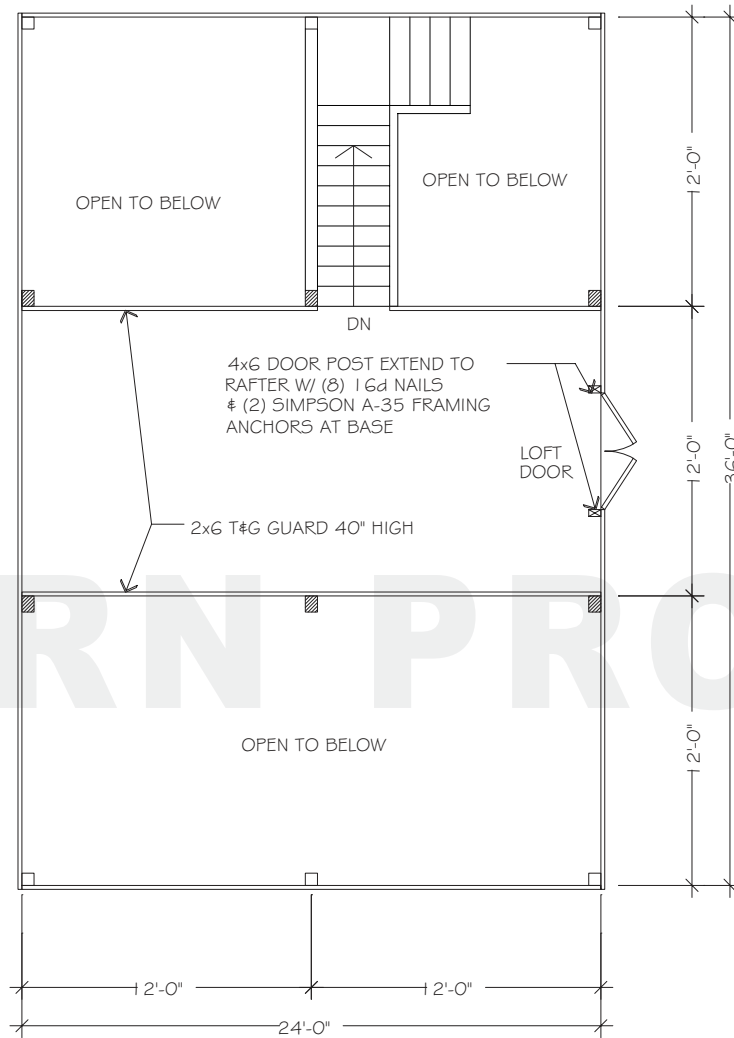 OPEN TO BELOW
OPEN TO BELOW
12'-0"
DN
4x6 DOOR POST EXTEND TO
RAFTER W/ (8) 16d NAILS
& (2) SIMPSON A-35 FRAMING
ANCHORS AT BASE
LOFT
DOOR
12'-0"
36'-0"
2x6 T&G GUARD 40" HIGH
RN PRO
OPEN TO BELOW
12'-0"
12'-0"
12'-0"
24'-0"